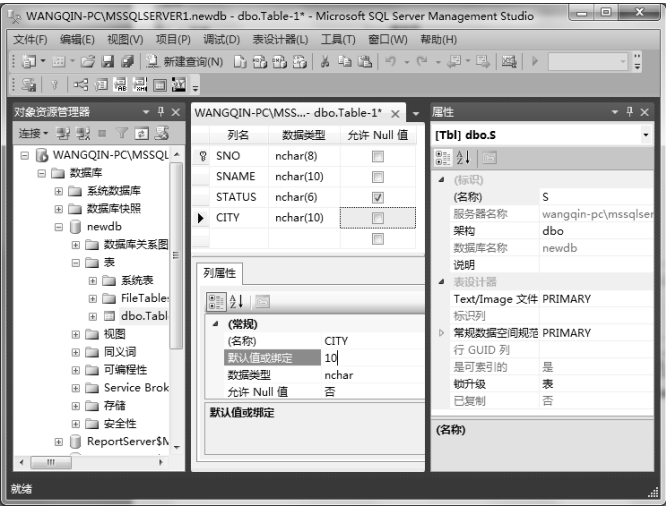 WANGQIN-PC\MSSQLSERVER1.newdb - dbo.Table-1* - Microsoft SQL Server Management Studio
文件(F) 编辑(E) 视图(V) 项目(P) 调试(D) 表设计器(L) 工具(T) 窗口(W) 帮助(H)
新建查询(N)
对象资源管理器
连接
WANGQIN-PC\MSSQL
数据库
系统数据库
数据库快照
newdb
数据库关系图
表
系统表
FileTables
dbo.Tabl
视图
同义词
可编程性
Service Brok
存储
安全性
ReportServer$M
WANGQIN-PC\MSS...- dbo.Table-1*
列名 数据类型 允许 Null 值
SNO nchar(8)
SNAME nchar(10)
STATUS nchar(6)
CITY nchar(10)
列属性
(常规)
(名称) CITY
默认值或绑定 10
数据类型 nchar
允许 Null 值 否
默认值或绑定
属性
[Tbl] dbo.S
(标识)
(名称) S
服务器名称 wangqin-pc\mssqlser
架构 dbo
数据库名称 newdb
说明
表设计器
Text/Image 文件 PRIMARY
标识列
常规数据空间规范 PRIMARY
行 GUID 列
是可索引的 是
锁升级 表
已复制 否
(名称)
就绪